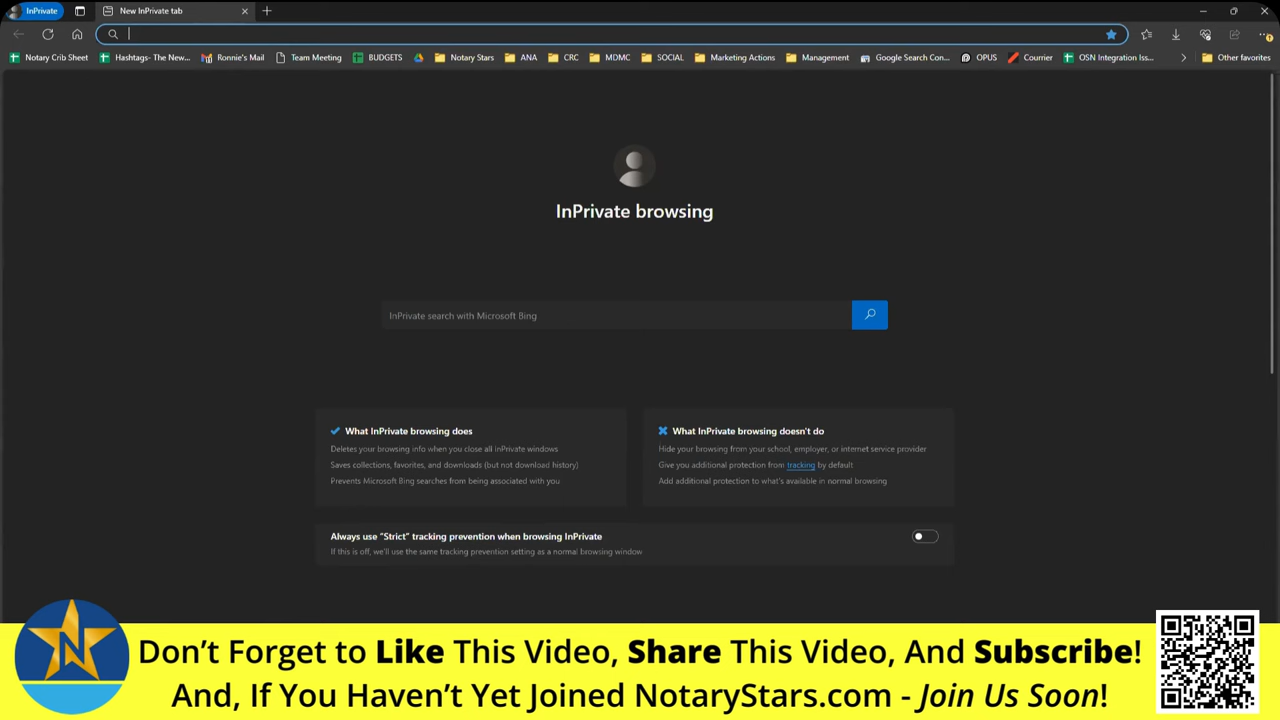 InPrivate
New InPrivate tab
Notary Crib Sheet
Hashtags- The New...
Ronnie's Mail
Team Meeting
BUDGETS
Notary Stars
ANA
CRC
MDMC
SOCIAL
Marketing Actions
Management
Google Search Con...
OPUS
Courrier
OSN Integration Iss...
Other favorites
InPrivate browsing
InPrivate search with Microsoft Bing
What InPrivate browsing does
Deletes your browsing info when you close all InPrivate windows
Saves collections, favorites, and downloads (but not download history)
Prevents Microsoft Bing searches from being associated with you
What InPrivate browsing doesn't do
Hide your browsing from your school, employer, or internet service provider
Give you additional protection from tracking by default
Add additional protection to what's available in normal browsing
Always use "Strict" tracking prevention when browsing InPrivate
If this is off, we'll use the same tracking prevention setting as a normal browsing window
N
Don't Forget to Like This Video, Share This Video, And Subscribe!
And, If You Haven't Yet Joined NotaryStars.com - Join Us Soon!